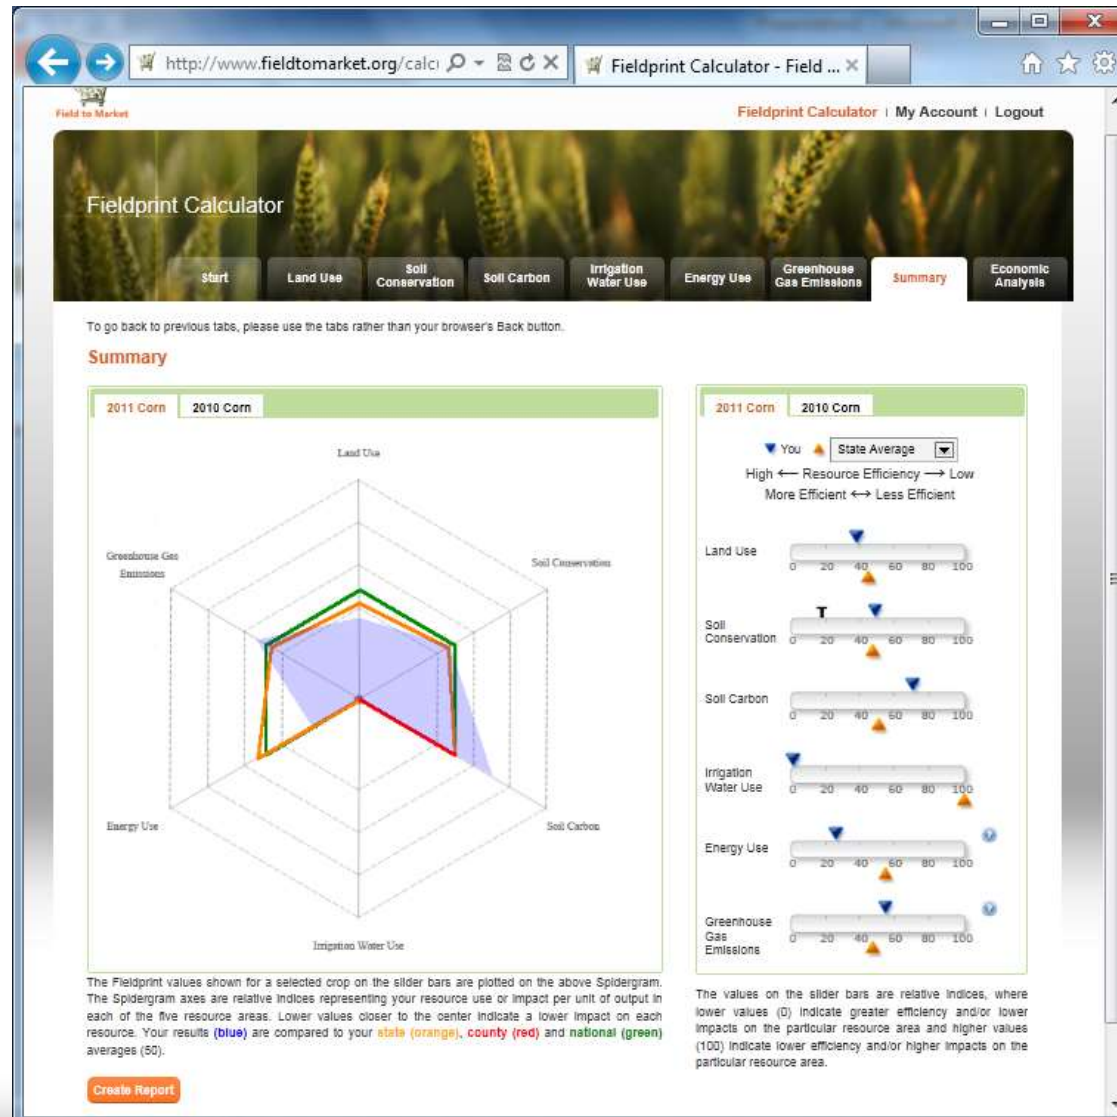 http://www.fieldtomarket.org/calc
Fieldprint Calculator - Field ...
Field to Market
Fieldprint Calculator | My Account | Logout
Fieldprint Calculator
Start
Land Use
Soil
Conservation
Soil Carbon
Irrigation
Water Use
Energy Use
Greenhouse
Gas Emissions
Summary
Economic
Analysis
To go back to previous tabs, please use the tabs rather than your browser's Back button.
Summary
2011 Corn 2010 Corn
Land Use
Greenhouse Gas
Emissions
Soil Conservation
Energy Use
Soil Carbon
Irrigation Water Use
The Fieldprint values shown for a selected crop on the slider bars are plotted on the above Spidergram.
The Spidergram axes are relative indices representing your resource use or impact per unit of output in
each of the five resource areas. Lower values closer to the center indicate a lower impact on each
resource. Your results (blue) are compared to your state (orange), county (red) and national (green)
averages (50).
Create Report
2011 Corn 2010 Corn
You State Average
High ← Resource Efficiency → Low
More Efficient ↔ Less Efficient
Land Use
0 20 40 60 80 100
T
Soil
Conservation
0 20 40 60 80 100
Soil Carbon
0 20 40 60 80 100
Irrigation
Water Use
0 20 40 60 80 100
Energy Use
0 20 40 60 80 100
Greenhouse
Gas
Emissions
0 20 40 60 80 100
The values on the slider bars are relative indices, where
lower values (0) indicate greater efficiency and/or lower
impacts on the particular resource area and higher values
(100) indicate lower efficiency and/or higher impacts on the
particular resource area.